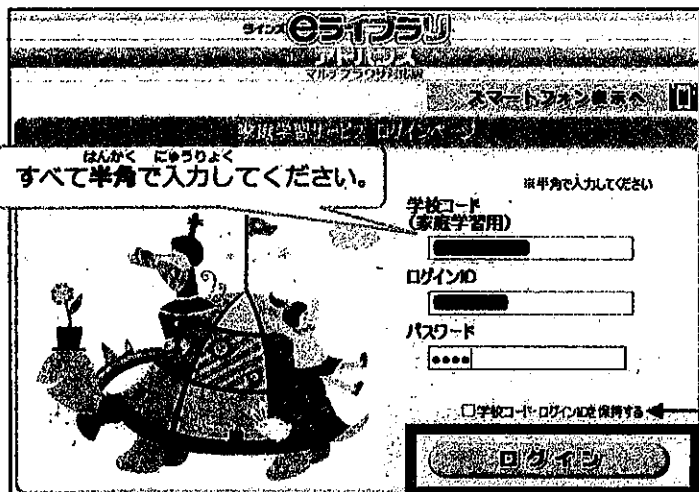 ラインズeライブラリ
アドバンス
マルチブラウザ対応版
スマートフォン表示へ
家庭学習サービス ログインページ
はんかく にゅうりょく
すべて半角で入力してください。
※半角で入力してください
学校コード
(家庭学習用)
ログインID
パスワード
□学校コード・ログインIDを保持する
ログイン